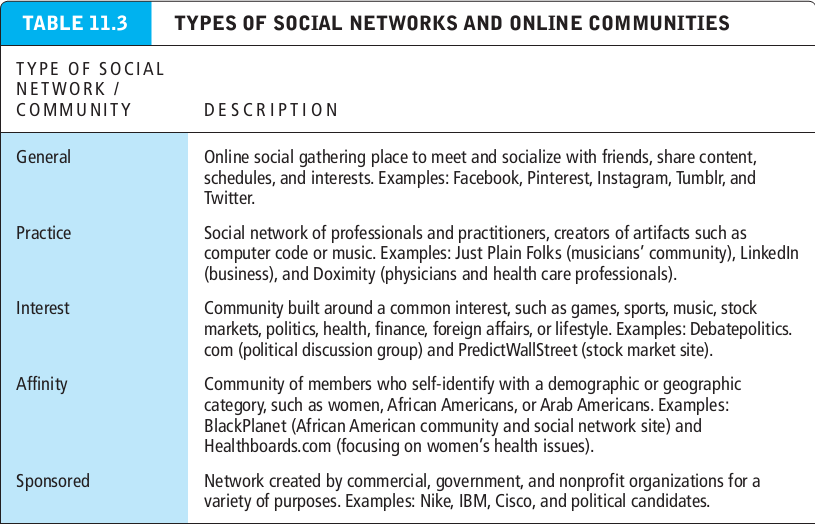 TABLE 11.3 TYPES OF SOCIAL NETWORKS AND ONLINE COMMUNITIES
TYPE OF SOCIAL
NETWORK /
COMMUNITY DESCRIPTION
General Online social gathering place to meet and socialize with friends, share content,
schedules, and interests. Examples: Facebook, Pinterest, Instagram, Tumblr, and
Twitter.
Practice Social network of professionals and practitioners, creators of artifacts such as
computer code or music. Examples: Just Plain Folks (musicians’ community), LinkedIn
(business), and Doximity (physicians and health care professionals).
Interest Community built around a common interest, such as games, sports, music, stock
markets, politics, health, finance, foreign affairs, or lifestyle. Examples: Debatepolitics.
com (political discussion group) and PredictWallStreet (stock market site).
Affinity Community of members who self-identify with a demographic or geographic
category, such as women, African Americans, or Arab Americans. Examples:
BlackPlanet (African American community and social network site) and
Healthboards.com (focusing on women’s health issues).
Sponsored Network created by commercial, government, and nonprofit organizations for a
variety of purposes. Examples: Nike, IBM, Cisco, and political candidates.